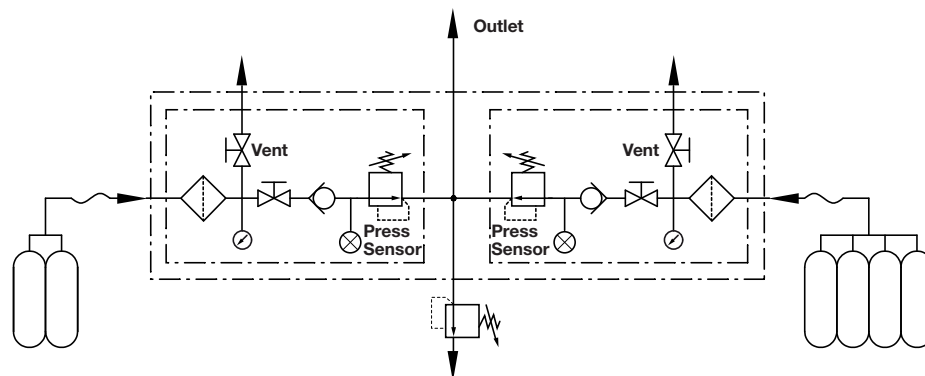 Outlet
Vent
Vent
Press
Sensor
Press
Sensor